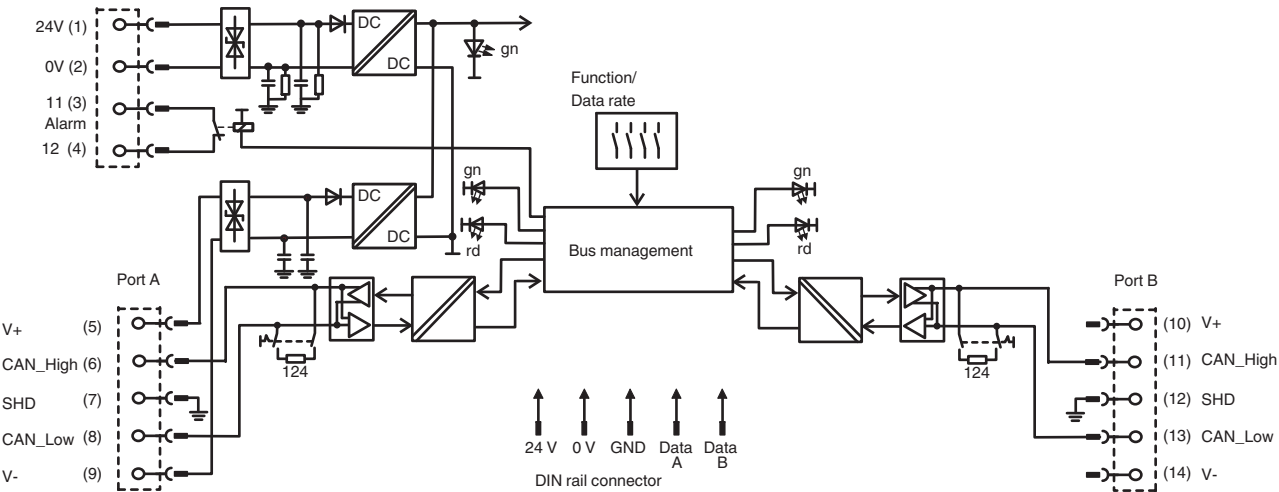 24V (1)
0V (2)
11 (3)
Alarm
12 (4)
DC
DC
gn
Function/
Data rate
DC
DC
gn
rd
Bus management
gn
rd
Port A
V+ (5)
CAN_High (6)
SHD (7)
CAN_Low (8)
V- (9)
124
124
Port B
(10) V+
(11) CAN_High
(12) SHD
(13) CAN_Low
(14) V-
24 V
0 V
GND
Data
A
Data
B
DIN rail connector